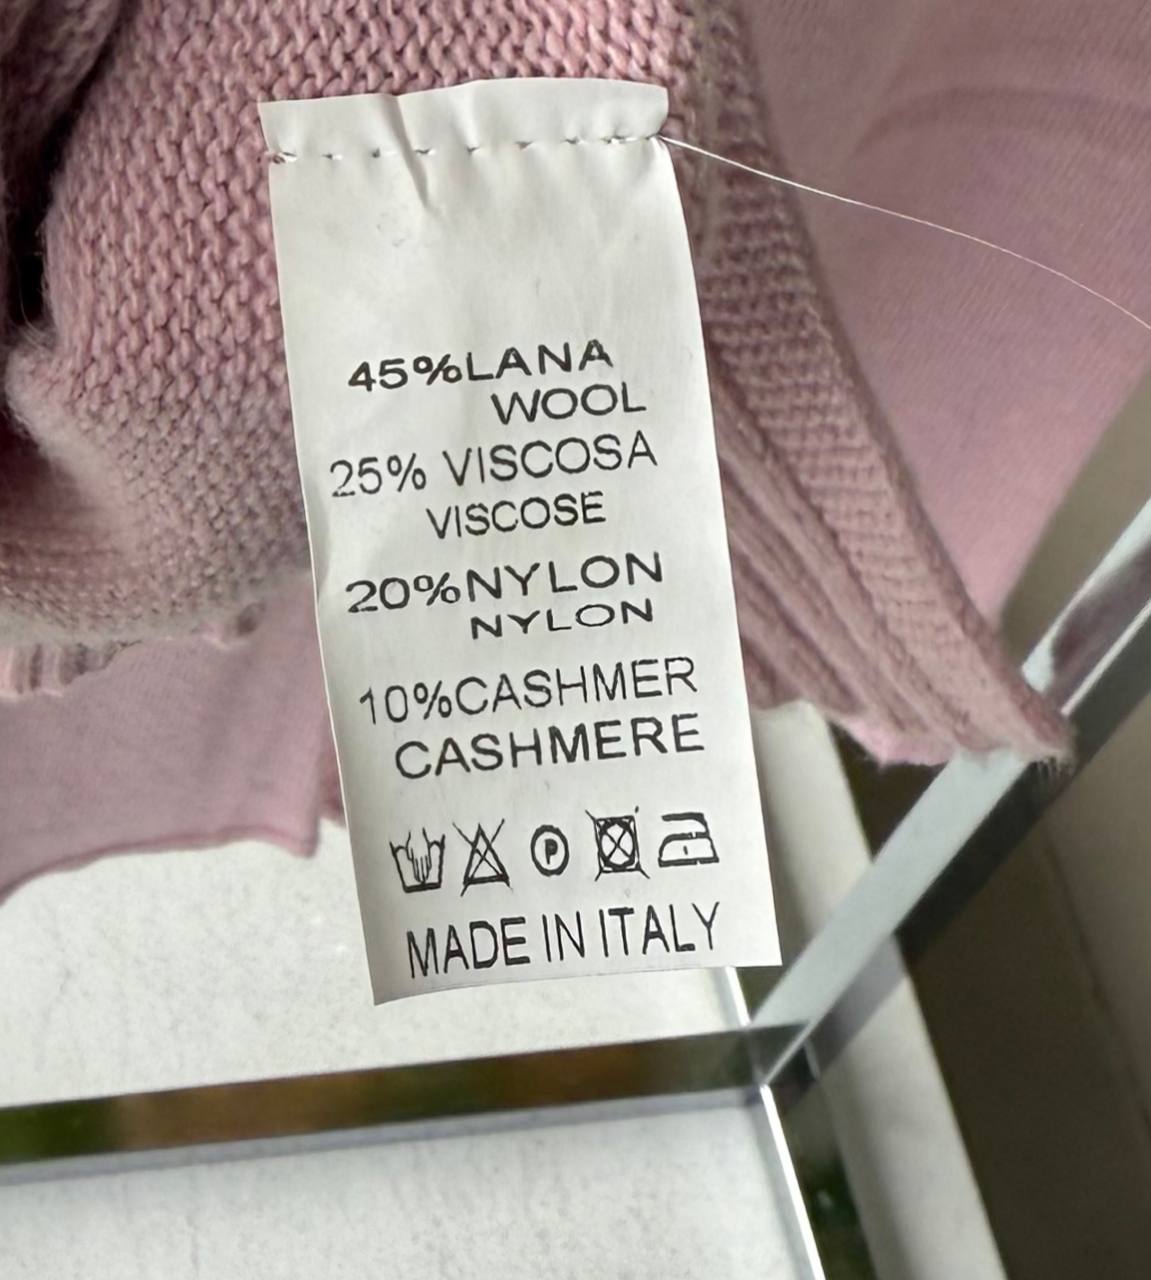 45%LANA
WOOL
25% VISCOSA
VISCOSE
20%NYLON
NYLON
10%CASHMER
CASHMERE
P
MADE IN ITALY